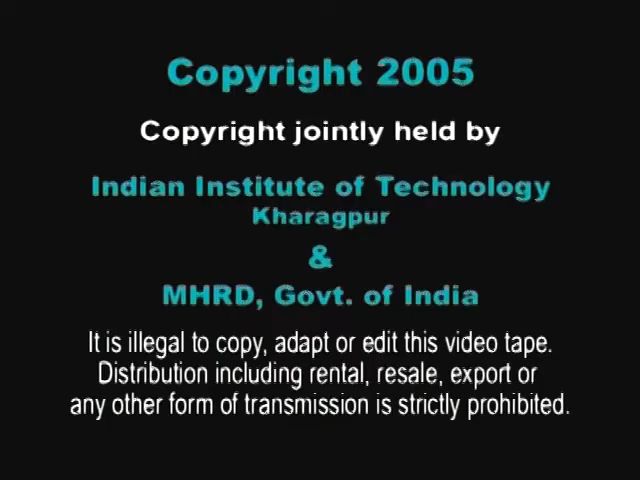 Copyright 2005
Copyright jointly held by
Indian Institute of Technology
Kharagpur
&
MHRD, Govt. of India
It is illegal to copy, adapt or edit this video tape.
Distribution including rental, resale, export or
any other form of transmission is strictly prohibited.